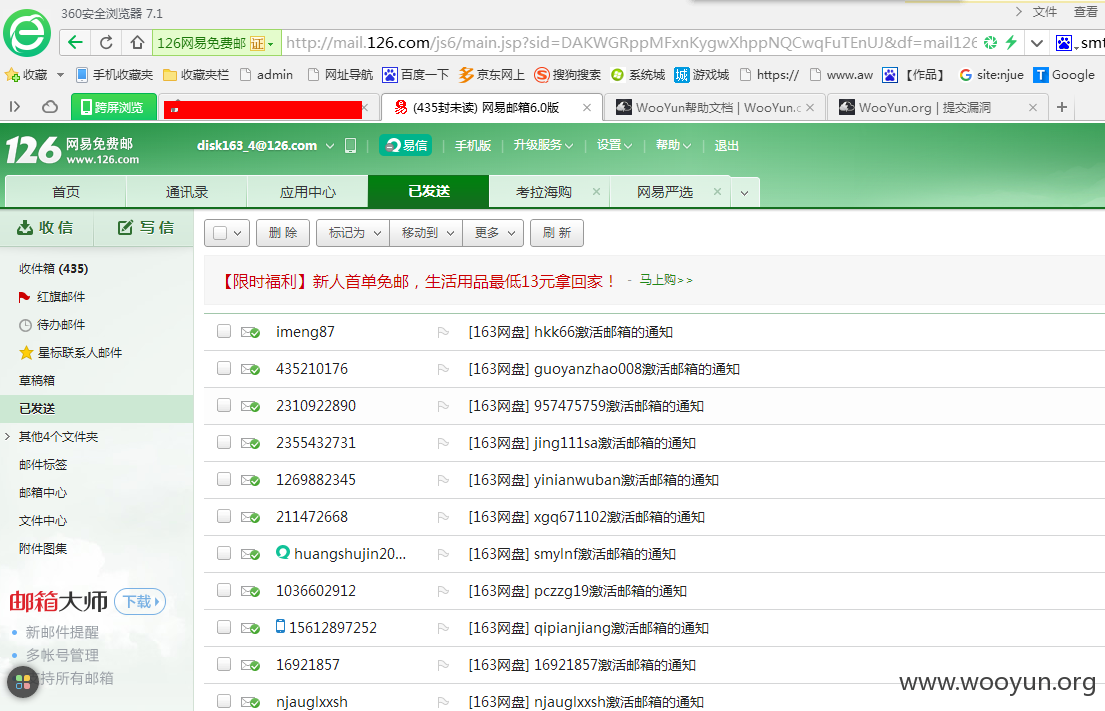 360安全浏览器 7.1
文件 查看
126网易免费邮 证 http://mail.126.com/js6/main.jsp?sid=DAKWGRppMFxnKygwXhppNQCwqFuTEnUJ&df=mail126 smt
收藏 手机收藏夹 收藏夹栏 admin 网址导航 百度一下 京东网上 搜狗搜索 系统城 城 游戏城 https:// www.aw 【作品】 G site:njue T Google
跨屏浏览 (435封未读) 网易邮箱6.0版 WooYun帮助文档 | WooYun.c WooYun.org | 提交漏洞
126 网易免费邮
www.126.com
disk163_4@126.com 易信 手机版 升级服务 设置 帮助 退出
首页 通讯录 应用中心 已发送 考拉海购 网易严选
收 信 写 信
删 除 标记为 移动到 更多 刷 新
收件箱 (435)
红旗邮件
待办邮件
星标联系人邮件
草稿箱
已发送
其他4个文件夹
邮件标签
邮箱中心
文件中心
附件图集
邮箱大师 下载
新邮件提醒
多帐号管理
持所有邮箱
【限时福利】新人首单免邮，生活用品最低13元拿回家！ - 马上购>>
imeng87 [163网盘] hkk66激活邮箱的通知
435210176 [163网盘] guoyanzhao008激活邮箱的通知
2310922890 [163网盘] 957475759激活邮箱的通知
2355432731 [163网盘] jing111sa激活邮箱的通知
1269882345 [163网盘] yinianwuban激活邮箱的通知
211472668 [163网盘] xgq671102激活邮箱的通知
huangshujin20... [163网盘] smylnf激活邮箱的通知
1036602912 [163网盘] pczzg19激活邮箱的通知
15612897252 [163网盘] qipianjiang激活邮箱的通知
16921857 [163网盘] 16921857激活邮箱的通知
njauglxxsh [163网盘] njauglxxsh激活邮箱的通知
www.wooyun.org